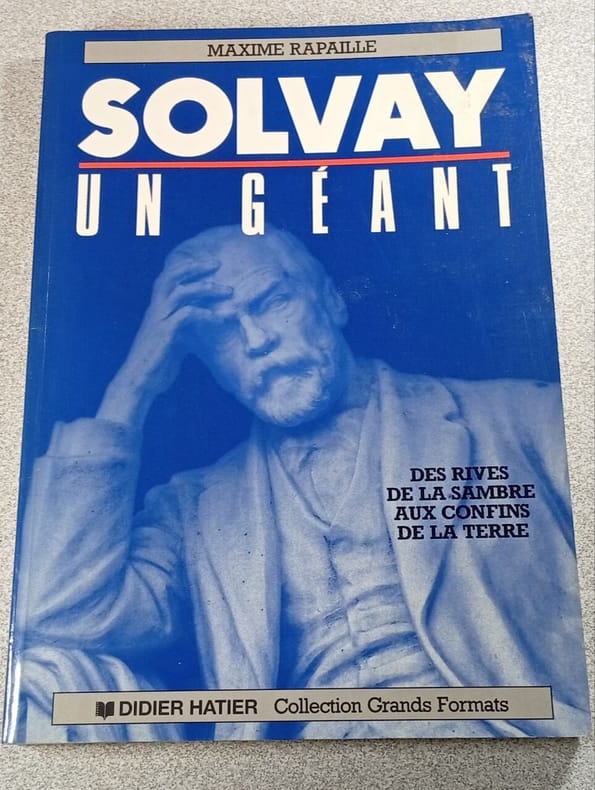 MAXIME RAPAILLE
SOLVAY
UN GÉANT
DES RIVES
DE LA SAMBRE
AUX CONFINS
DE LA TERRE
DIDIER HATIER Collection Grands Formats